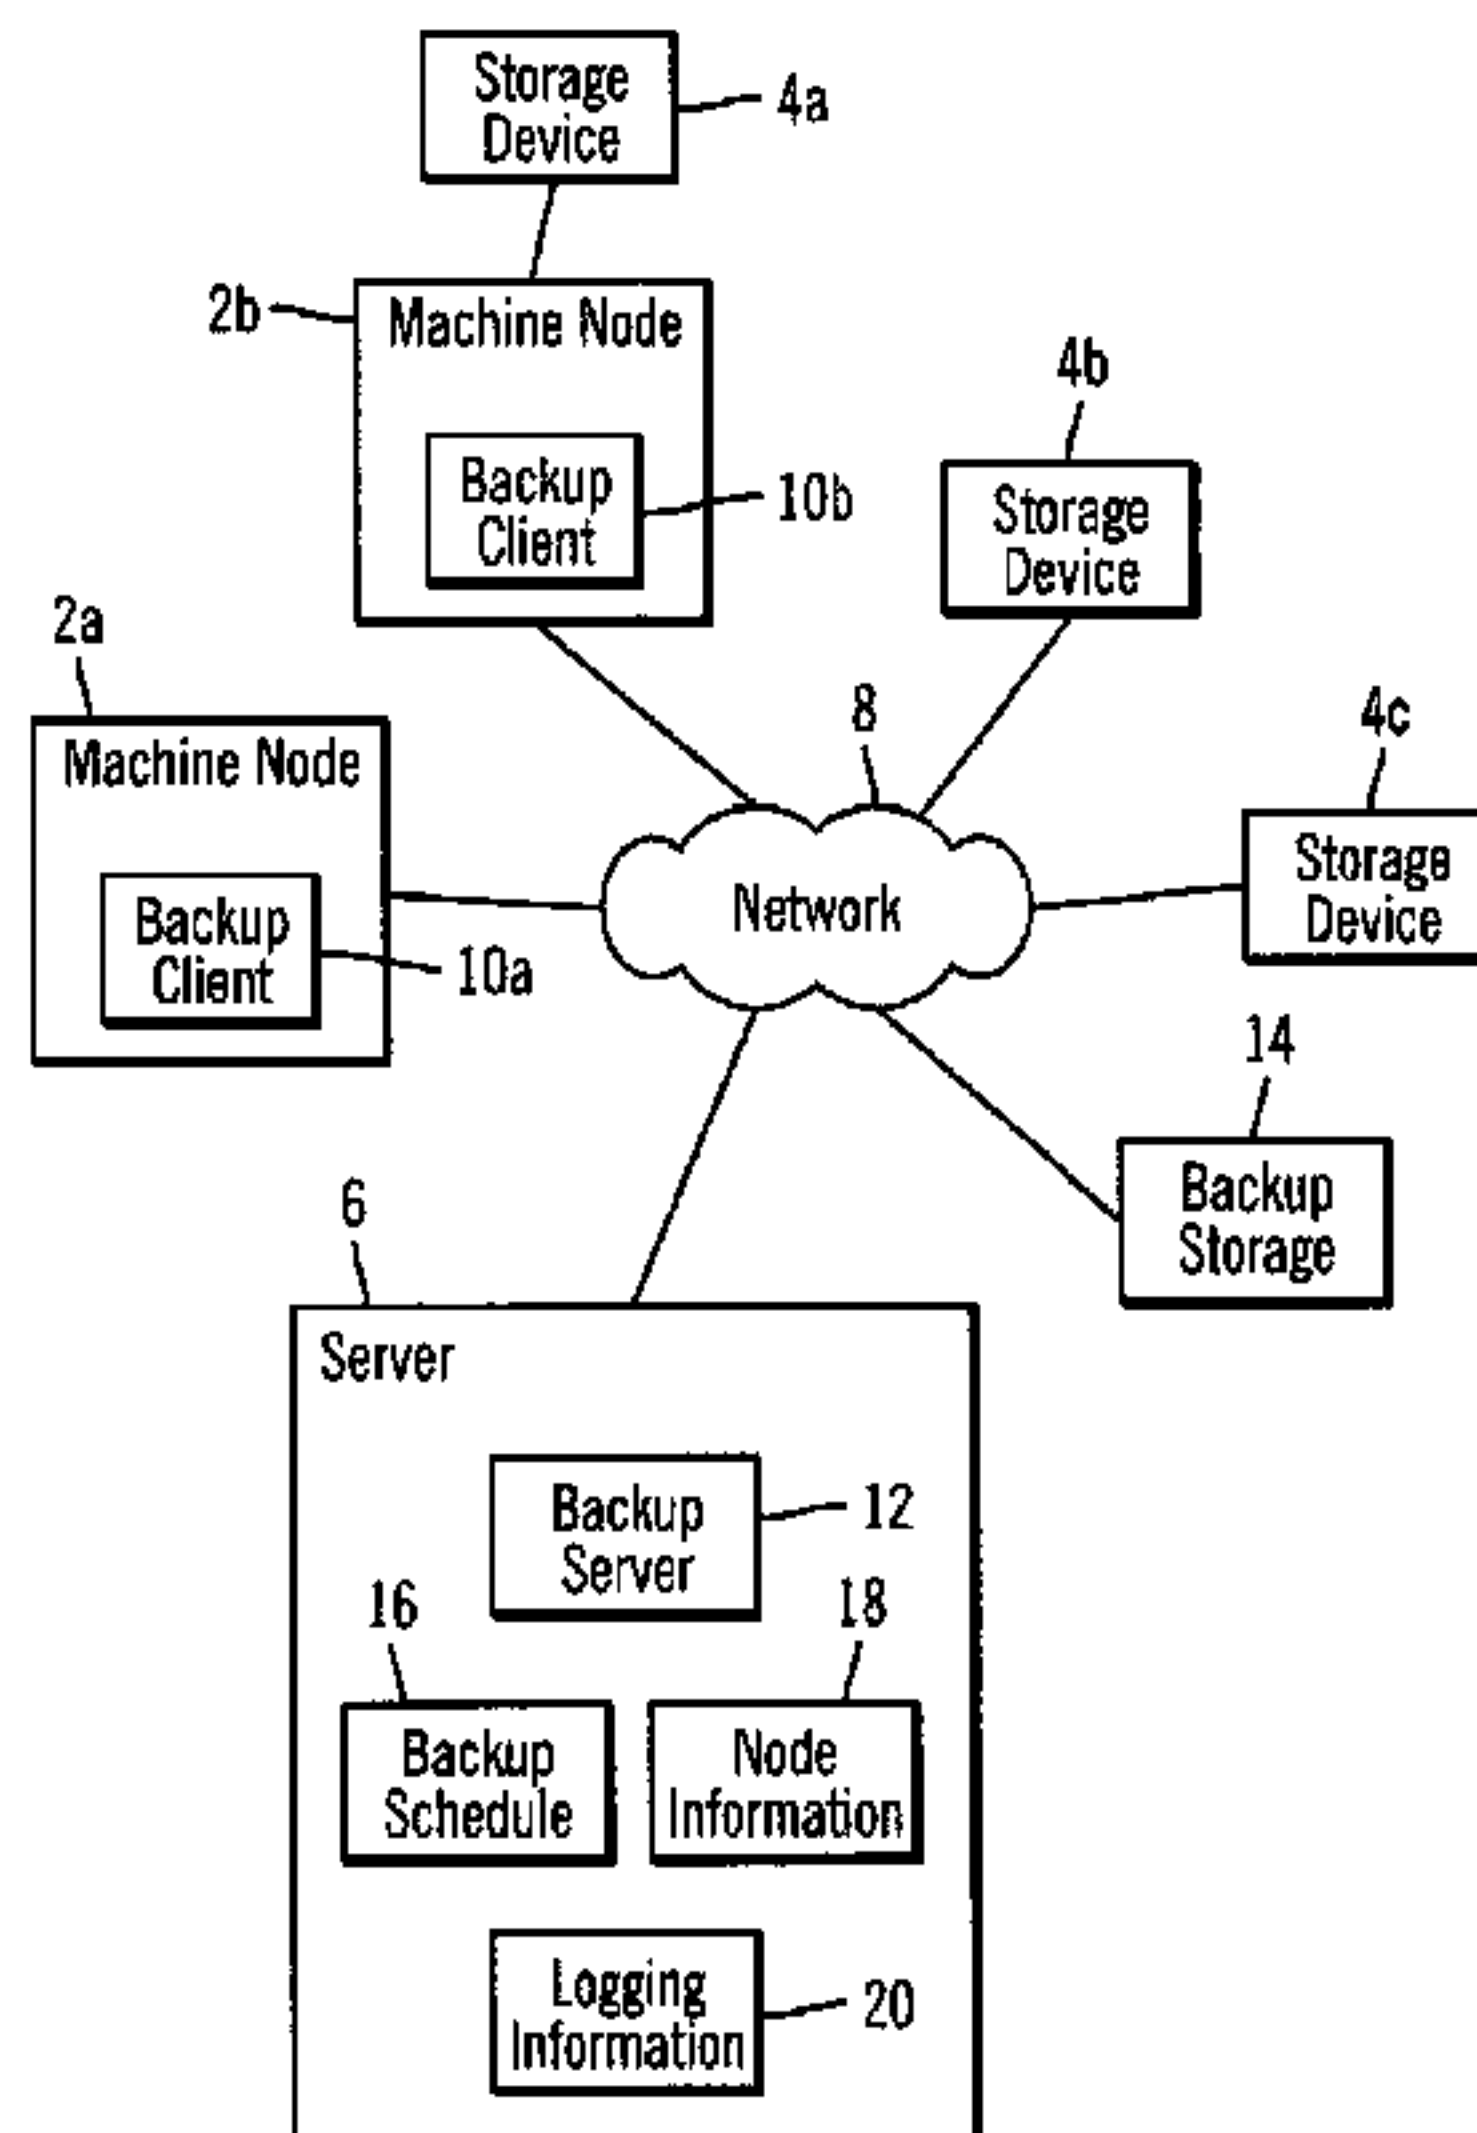 Storage
Device
4a
2b
Machine Node
Backup
Client
10b
4b
Storage
Device
2a
Machine Node
Backup
Client
10a
8
Network
4c
Storage
Device
14
Backup
Storage
6
Server
Backup
Server
12
16
Backup
Schedule
18
Node
Information
Logging
Information
20